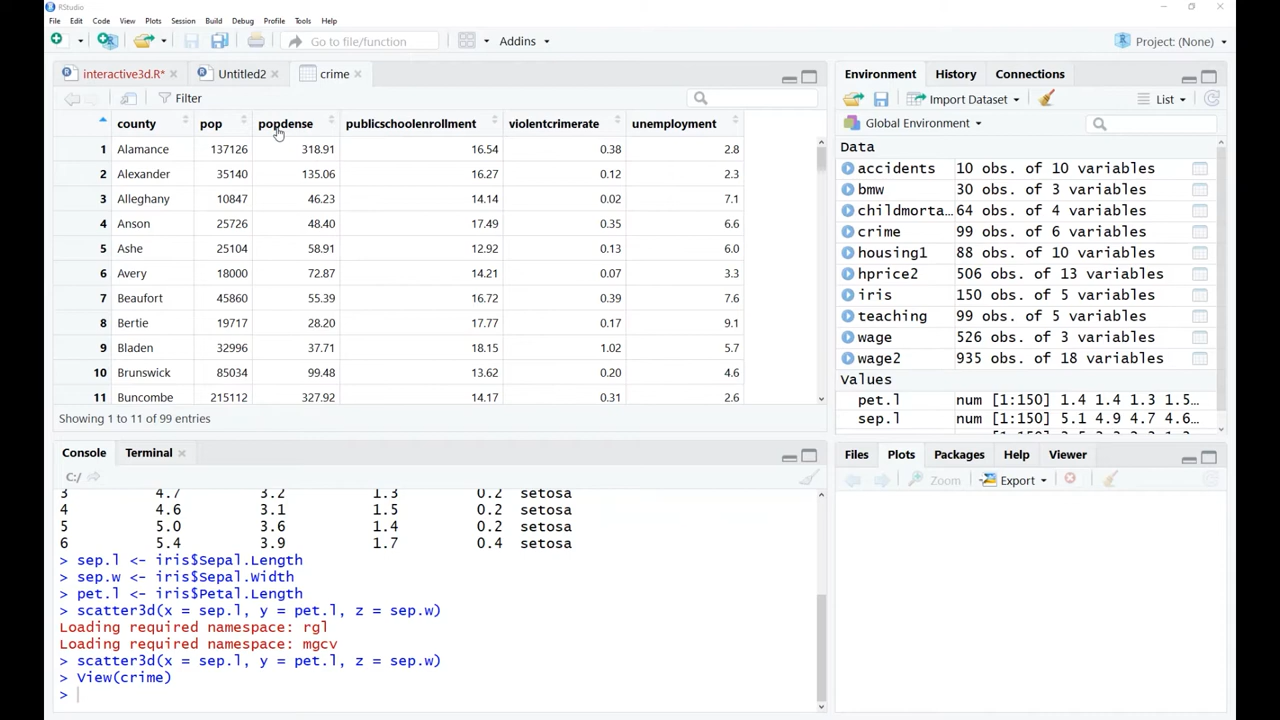 RStudio
File Edit Code View Plots Session Build Debug Profile Tools Help
Go to file/function Addins Project: (None)
interactive3d.R* Untitled2 crime
Filter
county pop popdense publicschoolenrollment violentcrimerate unemployment
1 Alamance 137126 318.91 16.54 0.38 2.8
2 Alexander 35140 135.06 16.27 0.12 2.3
3 Alleghany 10847 46.23 14.14 0.02 7.1
4 Anson 25726 48.40 17.49 0.35 6.6
5 Ashe 25104 58.91 12.92 0.13 6.0
6 Avery 18000 72.87 14.21 0.07 3.3
7 Beaufort 45860 55.39 16.72 0.39 7.6
8 Bertie 19717 28.20 17.77 0.17 9.1
9 Bladen 32996 37.71 18.15 1.02 5.7
10 Brunswick 85034 99.48 13.62 0.20 4.6
11 Buncombe 215112 327.92 14.17 0.31 2.6
Showing 1 to 11 of 99 entries
Console Terminal
C:/
3 4.7 3.2 1.3 0.2 setosa
4 4.6 3.1 1.5 0.2 setosa
5 5.0 3.6 1.4 0.2 setosa
6 5.4 3.9 1.7 0.4 setosa
> sep.l <- iris$Sepal.Length
> sep.w <- iris$Sepal.Width
> pet.l <- iris$Petal.Length
> scatter3d(x = sep.l, y = pet.l, z = sep.w)
Loading required namespace: rgl
Loading required namespace: mgcv
> scatter3d(x = sep.l, y = pet.l, z = sep.w)
> View(crime)
>
Environment History Connections
Import Dataset List
Global Environment
Data
accidents 10 obs. of 10 variables
bmw 30 obs. of 3 variables
childmorta… 64 obs. of 4 variables
crime 99 obs. of 6 variables
housing1 88 obs. of 10 variables
hprice2 506 obs. of 13 variables
iris 150 obs. of 5 variables
teaching 99 obs. of 5 variables
wage 526 obs. of 3 variables
wage2 935 obs. of 18 variables
Values
pet.l num [1:150] 1.4 1.4 1.3 1.5…
sep.l num [1:150] 5.1 4.9 4.7 4.6…
Files Plots Packages Help Viewer
Zoom Export